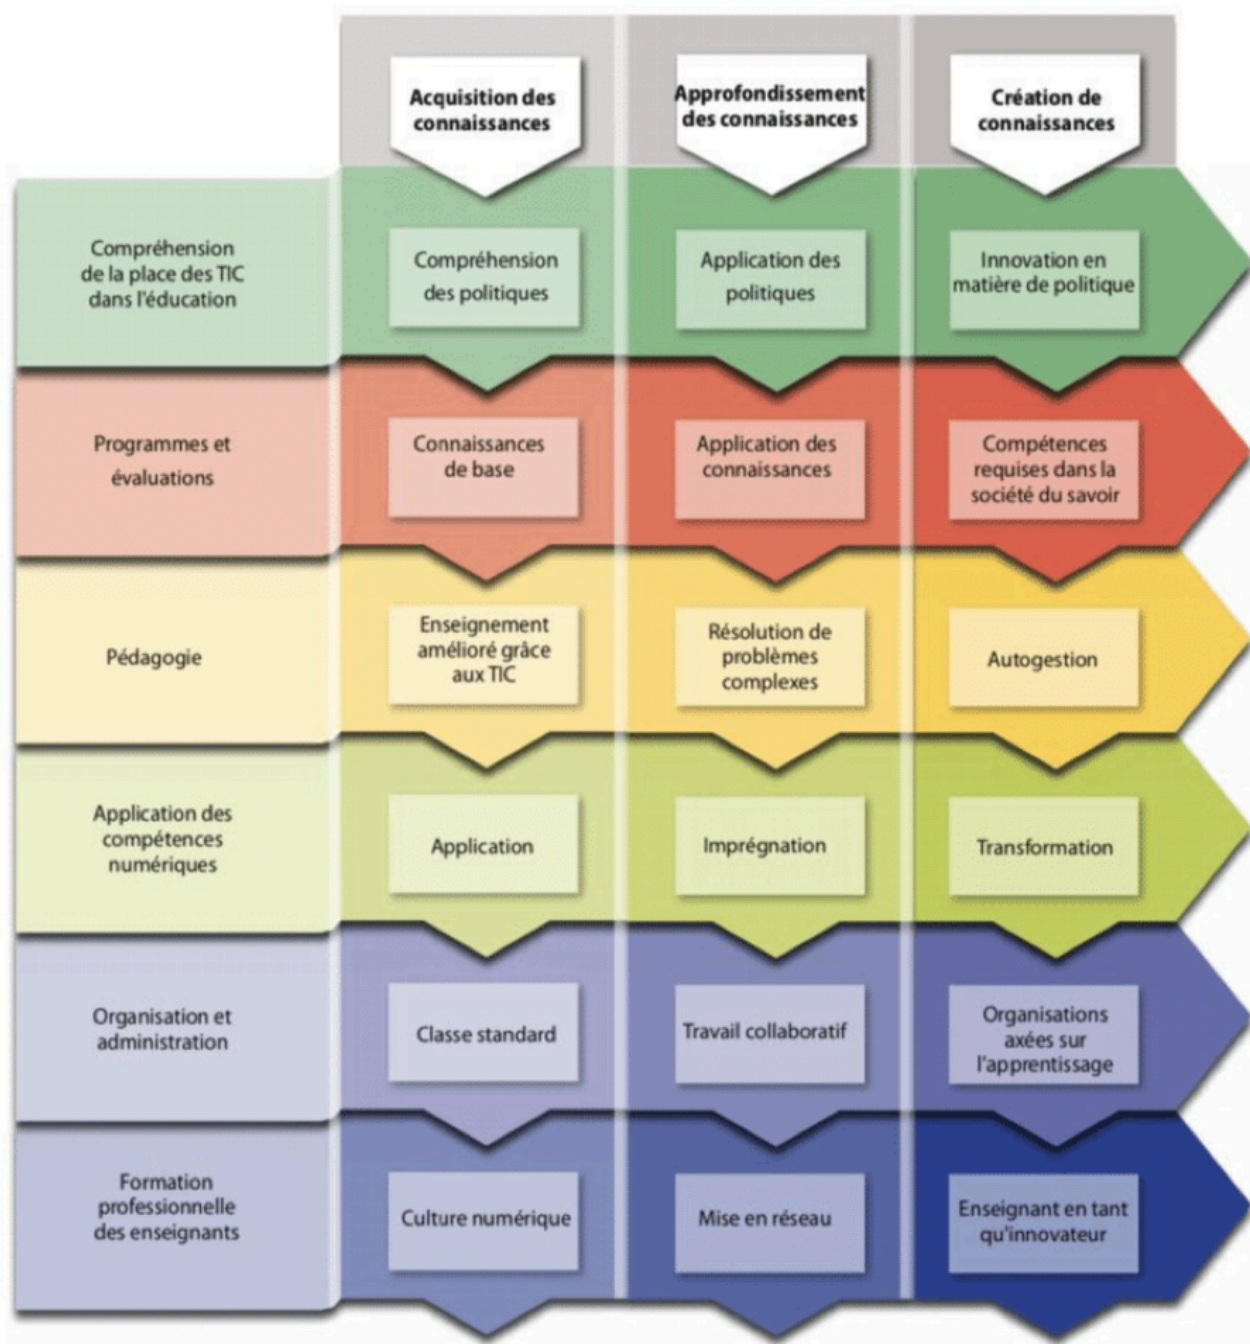 Acquisition des
connaissances
Approfondissement
des connaissances
Création de
connaissances
Compréhension
de la place des TIC
dans l'éducation
Compréhension
des politiques
Application des
politiques
Innovation en
matière de politique
Programmes et
évaluations
Connaissances
de base
Application des
connaissances
Compétences
requises dans la
société du savoir
Pédagogie
Enseignement
amélioré grâce
aux TIC
Résolution de
problèmes
complexes
Autogestion
Application des
compétences
numériques
Application
Imprégnation
Transformation
Organisation et
administration
Classe standard
Travail collaboratif
Organisations
axées sur
l'apprentissage
Formation
professionnelle
des enseignants
Culture numérique
Mise en réseau
Enseignant en tant
qu'innovateur